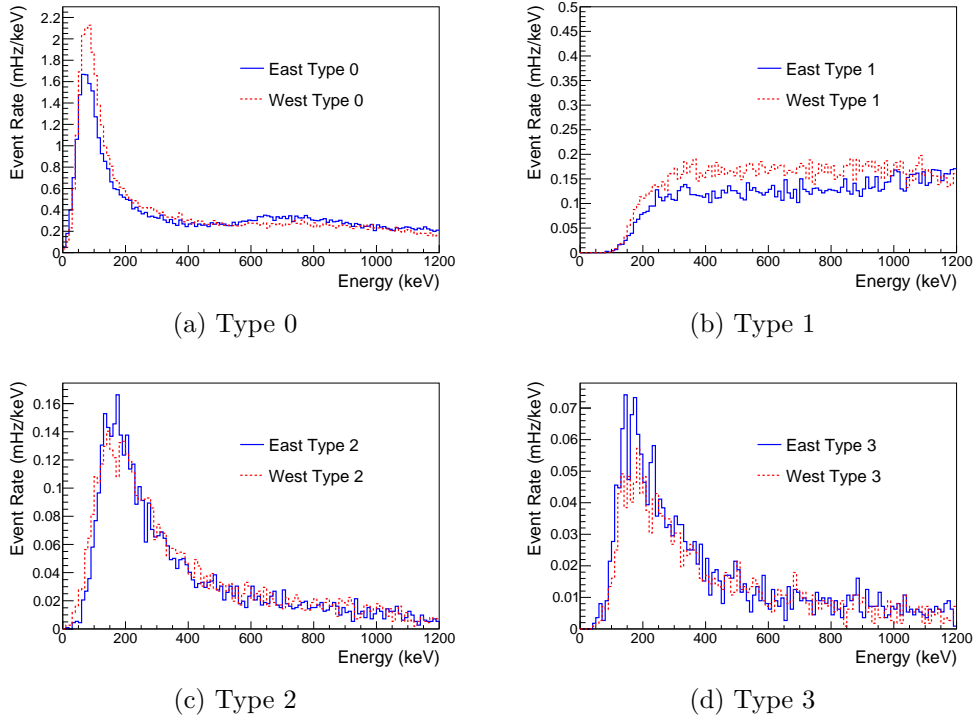 Event Rate (mHz/keV)
2.2
2
1.8
1.6
1.4
1.2
1
0.8
0.6
0.4
0.2
0
East Type 0
West Type 0
0 200 400 600 800 1000 1200
Energy (keV)
(a) Type 0
Event Rate (mHz/keV)
0.5
0.45
0.4
0.35
0.3
0.25
0.2
0.15
0.1
0.05
0
East Type 1
West Type 1
0 200 400 600 800 1000 1200
Energy (keV)
(b) Type 1
Event Rate (mHz/keV)
0.16
0.14
0.12
0.1
0.08
0.06
0.04
0.02
0
East Type 2
West Type 2
0 200 400 600 800 1000 1200
Energy (keV)
(c) Type 2
Event Rate (mHz/keV)
0.07
0.06
0.05
0.04
0.03
0.02
0.01
0
East Type 3
West Type 3
0 200 400 600 800 1000 1200
Energy (keV)
(d) Type 3